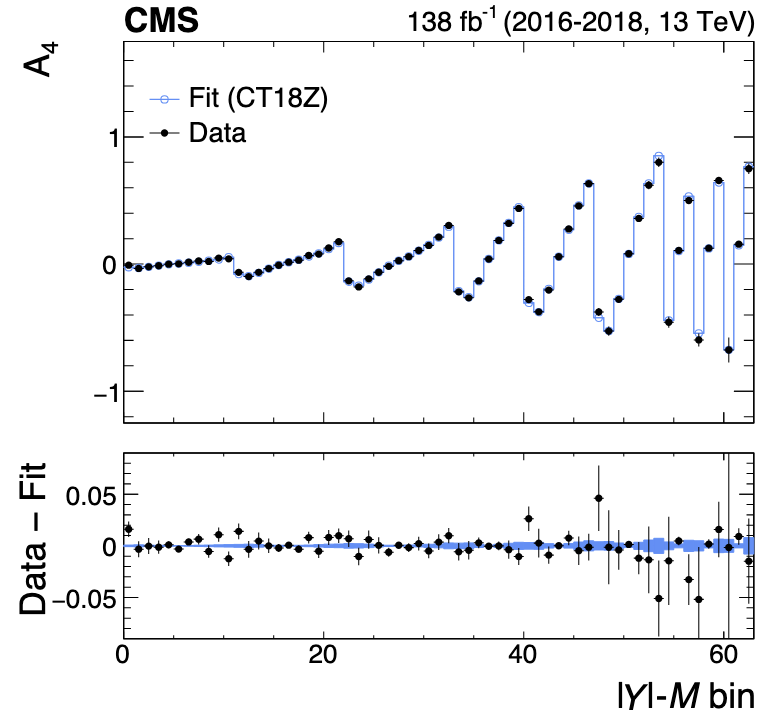 CMS 138 fb⁻¹ (2016-2018, 13 TeV)
A₄
Fit (CT18Z)
Data
1
0
−1
Data − Fit
0.05
0
−0.05
0 20 40 60
|Y|-M bin